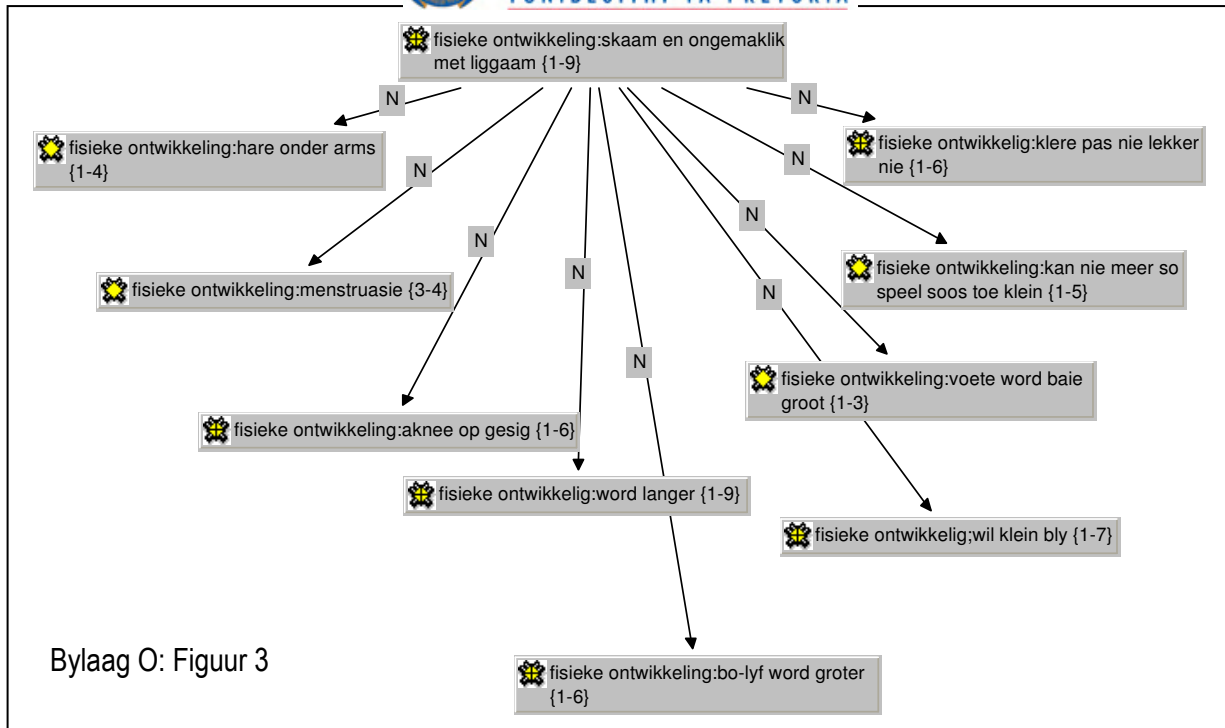 fisieke ontwikkeling:skaam en ongemaklik
met liggaam {1-9}
N
N
fisieke ontwikkeling:hare onder arms
{1-4}
fisieke ontwikkelig:klere pas nie lekker
nie {1-6}
N
N
N
N
N
N
N
fisieke ontwikkeling:menstruasie {3-4}
fisieke ontwikkeling:kan nie meer so
speel soos toe klein {1-5}
fisieke ontwikkeling:voete word baie
groot {1-3}
fisieke ontwikkeling:aknee op gesig {1-6}
fisieke ontwikkelig:word langer {1-9}
fisieke ontwikkelig;wil klein bly {1-7}
Bylaag O: Figuur 3
fisieke ontwikkeling:bo-lyf word groter
{1-6}